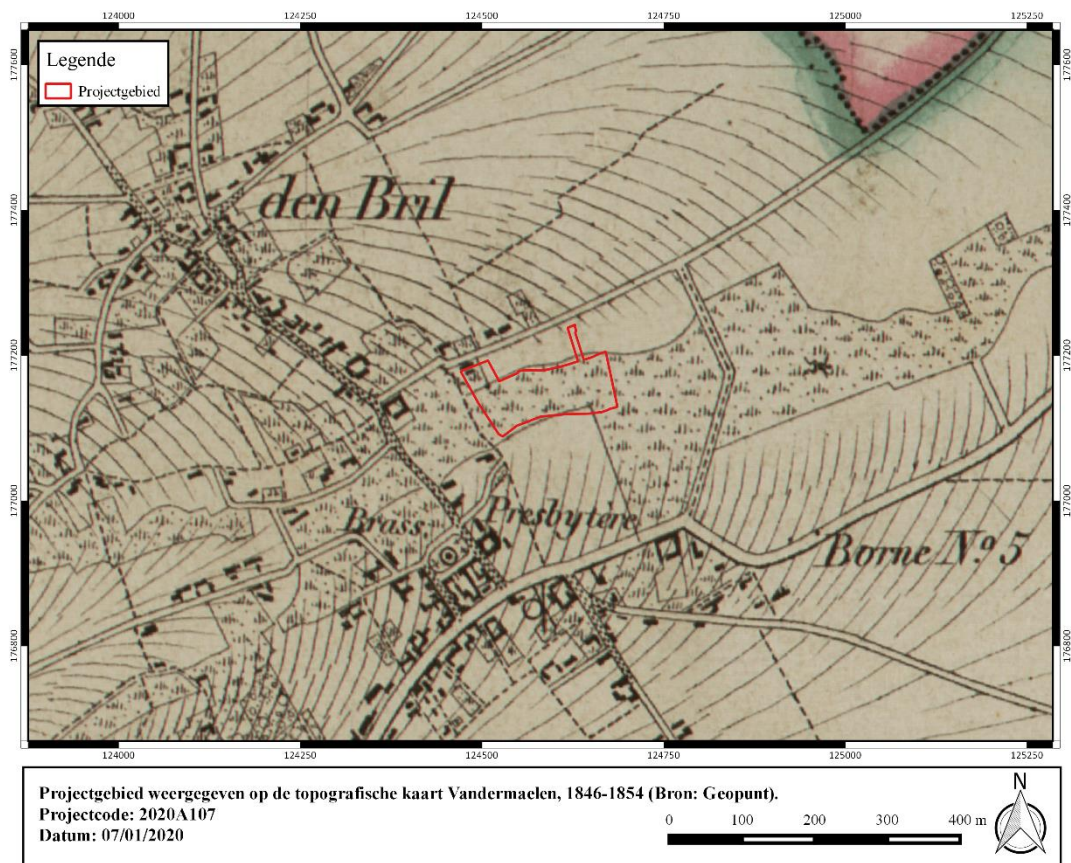 124000 124250 124500 124750 125000 125250
177600 177600
Legende
Projectgebied
den Bril
177400 177400
177200 177200
177000 177000
Brass. Presbytère
Borne Nº 5
176800 176800
124000 124250 124500 124750 125000 125250
Projectgebied weergegeven op de topografische kaart Vandermaelen, 1846-1854 (Bron: Geopunt).
Projectcode: 2020A107
Datum: 07/01/2020
0 100 200 300 400 m
N